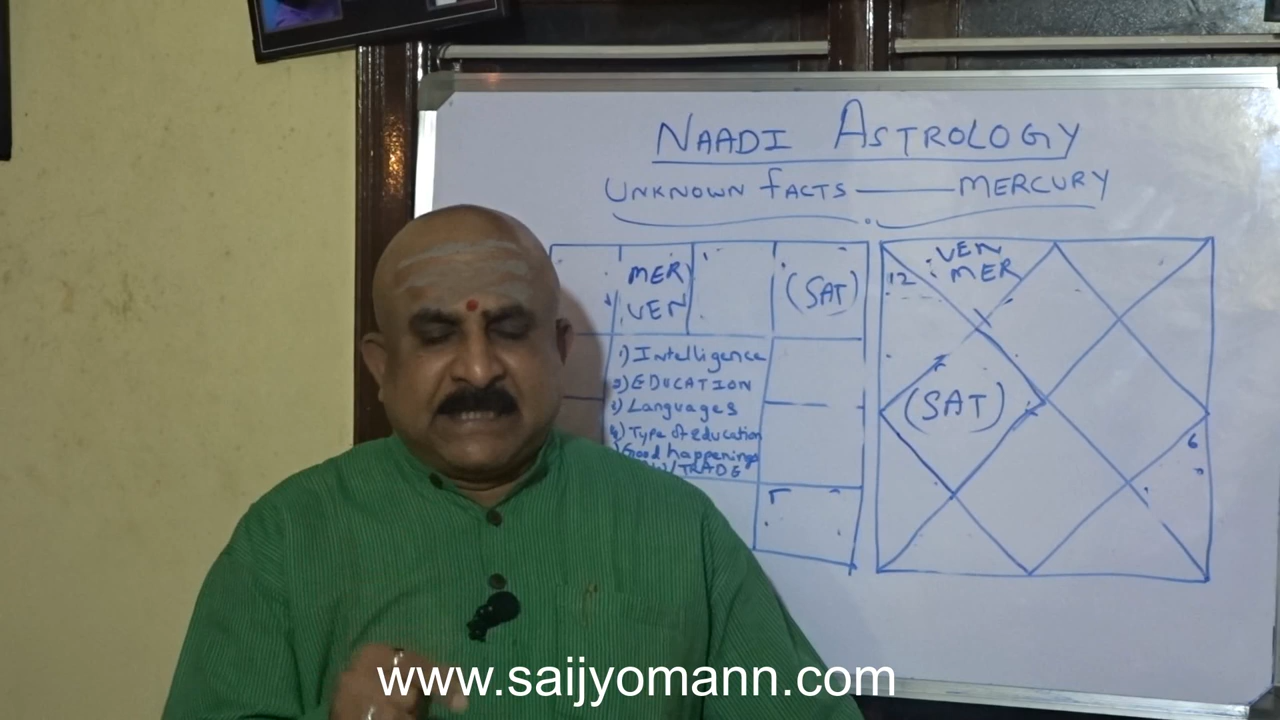 NAADI ASTROLOGY
UNKNOWN FACTS — MERCURY
MER
VEN
(SAT)
1) Intelligence
2) EDUCATION
3) Languages
4) Type of education
) Good happenings
/TRADE
VEN
MER
12
(SAT)
6
www.saijyomann.com